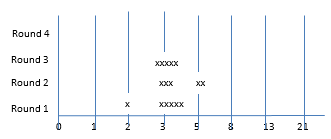 Round 4
Round 3 xxxxx
Round 2 xxx xx
Round 1 x xxxxx
0 1 2 3 5 8 13 21